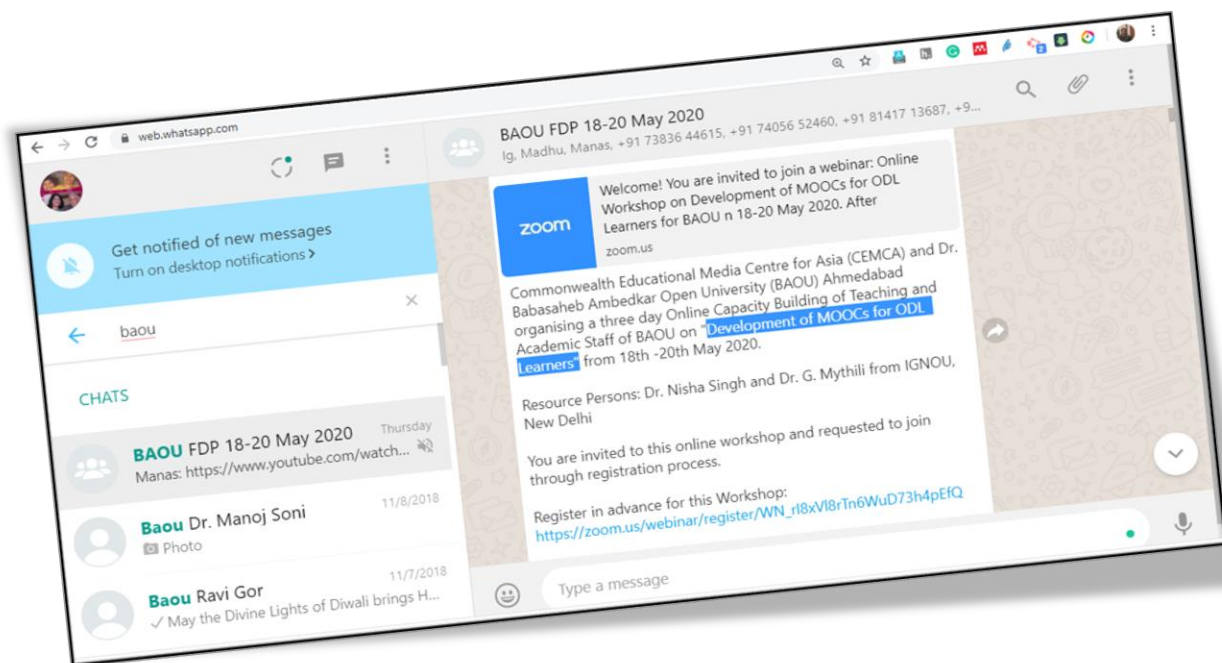 web.whatsapp.com
Get notified of new messages
Turn on desktop notifications >
baou
CHATS
BAOU FDP 18-20 May 2020
Thursday
Manas: https://www.youtube.com/watch...
Baou Dr. Manoj Soni
11/8/2018
Photo
Baou Ravi Gor
11/7/2018
May the Divine Lights of Diwali brings H...
BAOU FDP 18-20 May 2020
Ig, Madhu, Manas, +91 73836 44615, +91 74056 52460, +91 81417 13687, +9...
zoom
Welcome! You are invited to join a webinar: Online
Workshop on Development of MOOCs for ODL
Learners for BAOU n 18-20 May 2020. After
zoom.us
Commonwealth Educational Media Centre for Asia (CEMCA) and Dr.
Babasaheb Ambedkar Open University (BAOU) Ahmedabad
organising a three day Online Capacity Building of Teaching and
Academic Staff of BAOU on "Development of MOOCs for ODL
Learners" from 18th -20th May 2020.
Resource Persons: Dr. Nisha Singh and Dr. G. Mythili from IGNOU,
New Delhi
You are invited to this online workshop and requested to join
through registration process.
Register in advance for this Workshop:
https://zoom.us/webinar/register/WN_rl8xVl8rTn6WuD73h4pEfQ
Type a message